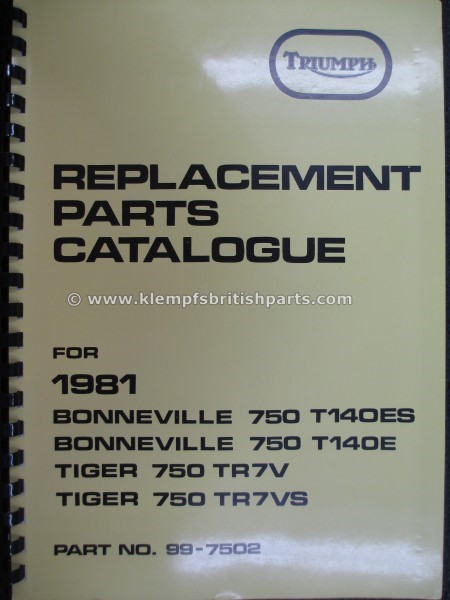 TRIUMPH
REPLACEMENT
PARTS
CATALOGUE
© www.klempfsbritishparts.com
FOR
1981
BONNEVILLE 750 T140ES
BONNEVILLE 750 T140E
TIGER 750 TR7V
TIGER 750 TR7VS
PART NO. 99-7502